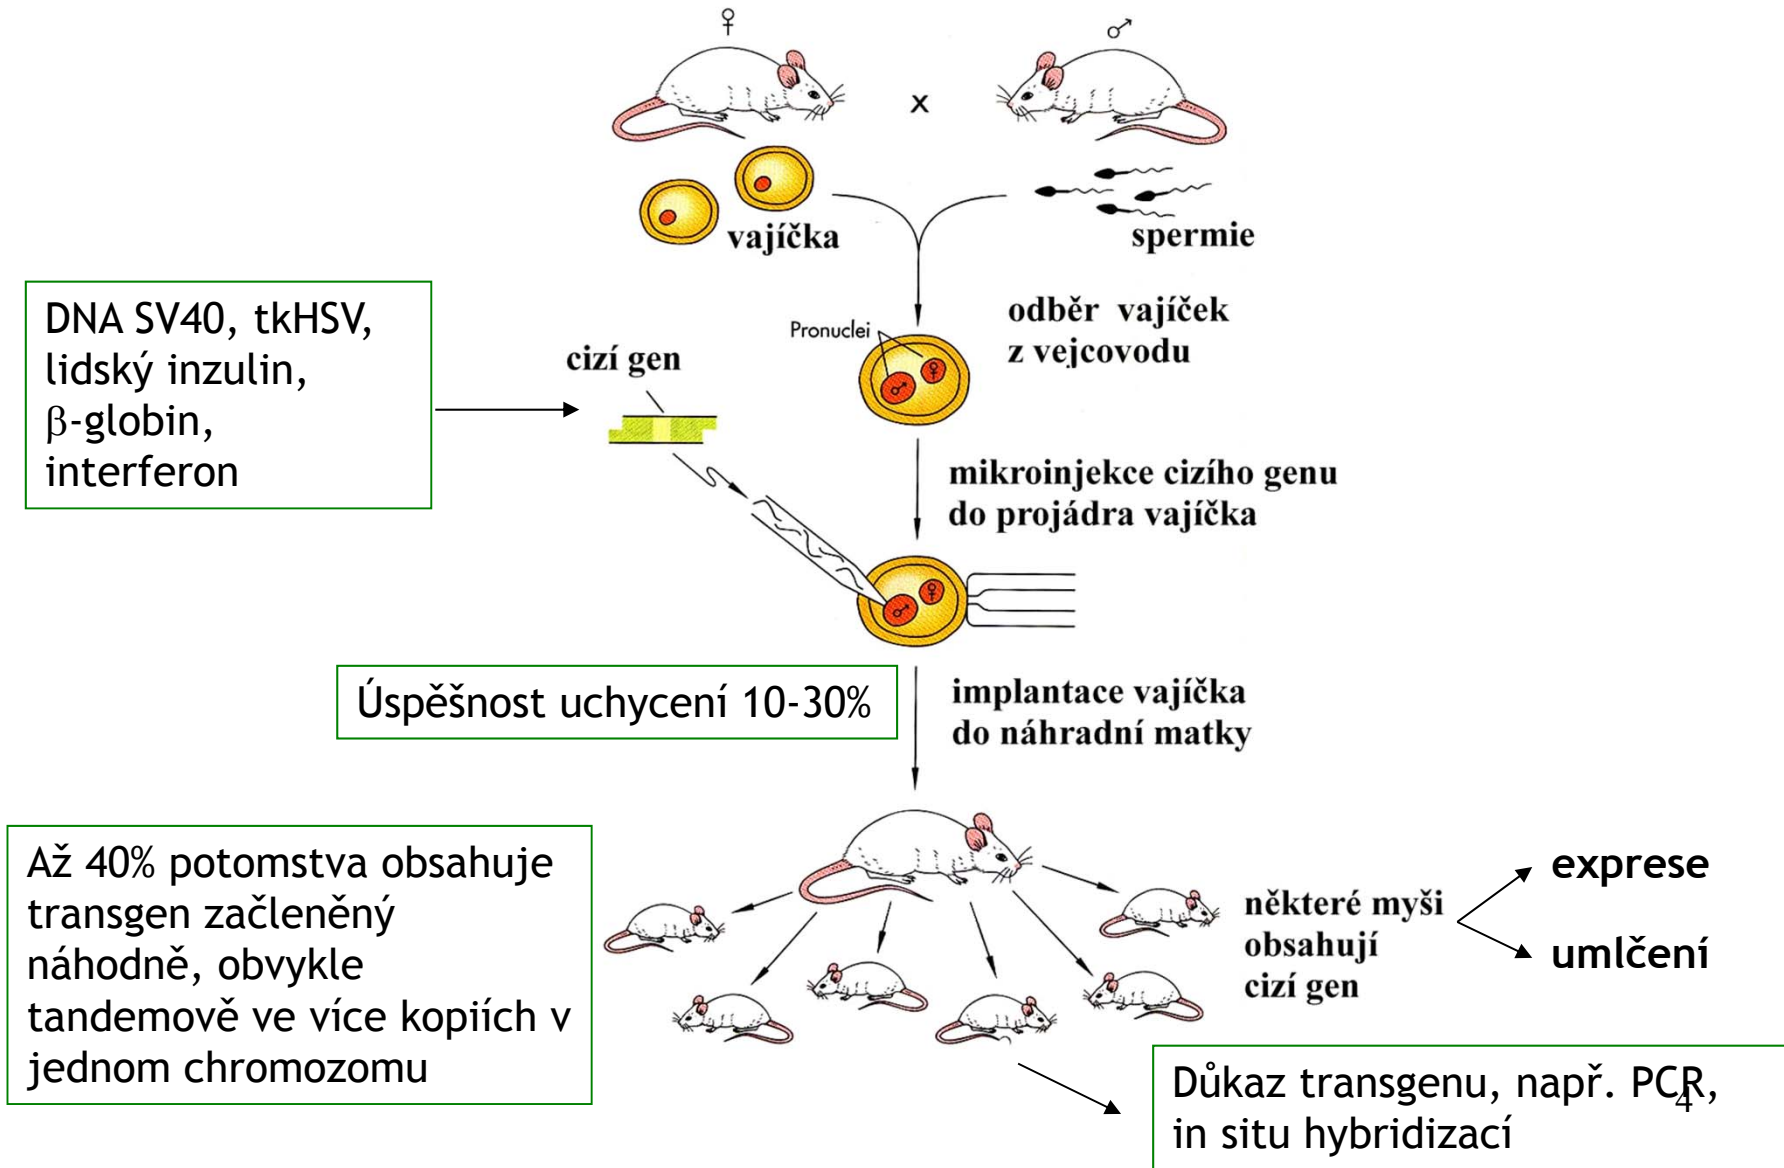 ♀
♂
x
vajíčka
spermie
DNA SV40, tkHSV,
lidský inzulin,
β-globin,
interferon
cizí gen
Pronuclei
odběr vajíček
z vejcovodu
♂
♀
mikroinjekce cizího genu
do projádra vajíčka
♂
♀
Úspěšnost uchycení 10-30%
implantace vajíčka
do náhradní matky
Až 40% potomstva obsahuje
transgen začleněný
náhodně, obvykle
tandemově ve více kopiích v
jednom chromozomu
některé myši
obsahují
cizí gen
exprese
umlčení
Důkaz transgenu, např. PCR,
in situ hybridizací
4